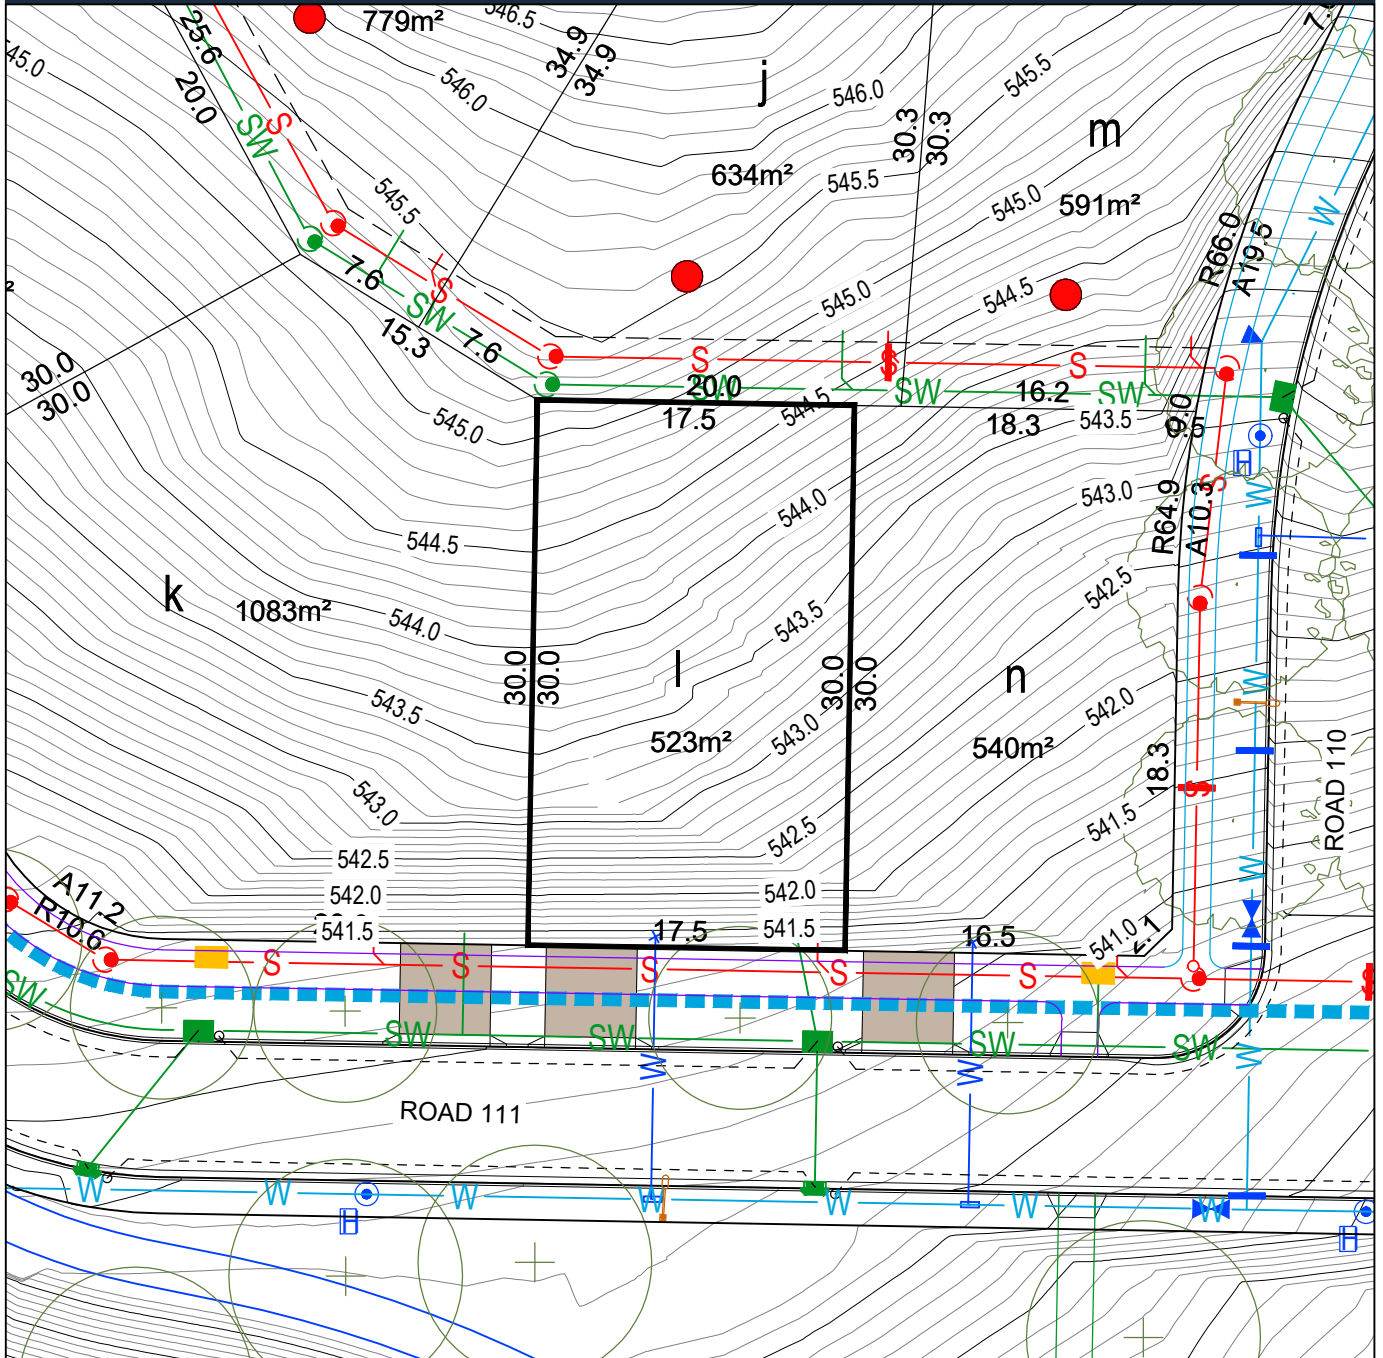 779m²
546.5
34.9
34.9
25.6
20.0
45.0
546.0
j
546.0
545.5
30.3
30.3
m
634m²
545.5
545.0
591m²
S
SW
545.5
W
R66.0
A19.5
7.6
S
SW
7.6
15.3
545.0
544.5
30.0
30.0
S
S
S
20.0
SW
SW
16.2
SW
17.5
544.5
18.3
543.5
9.0
545.0
H
S
W
544.0
543.0
R64.9
A10.3
544.5
k
1083m²
544.0
543.5
542.5
30.0
30.0
l
30.0
30.0
n
W
543.5
542.0
523m²
543.0
540m²
18.3
ROAD 110
543.0
S
541.5
542.5
542.5
W
A11.2
R10.6
542.0
542.0
541.5
17.5
541.5
16.5
541.0
2.1
S
S
S
S
S
S
SW
SW
SW
SW
SW
W
W
W
ROAD 111
W
W
W
W
W
W
W
H
H